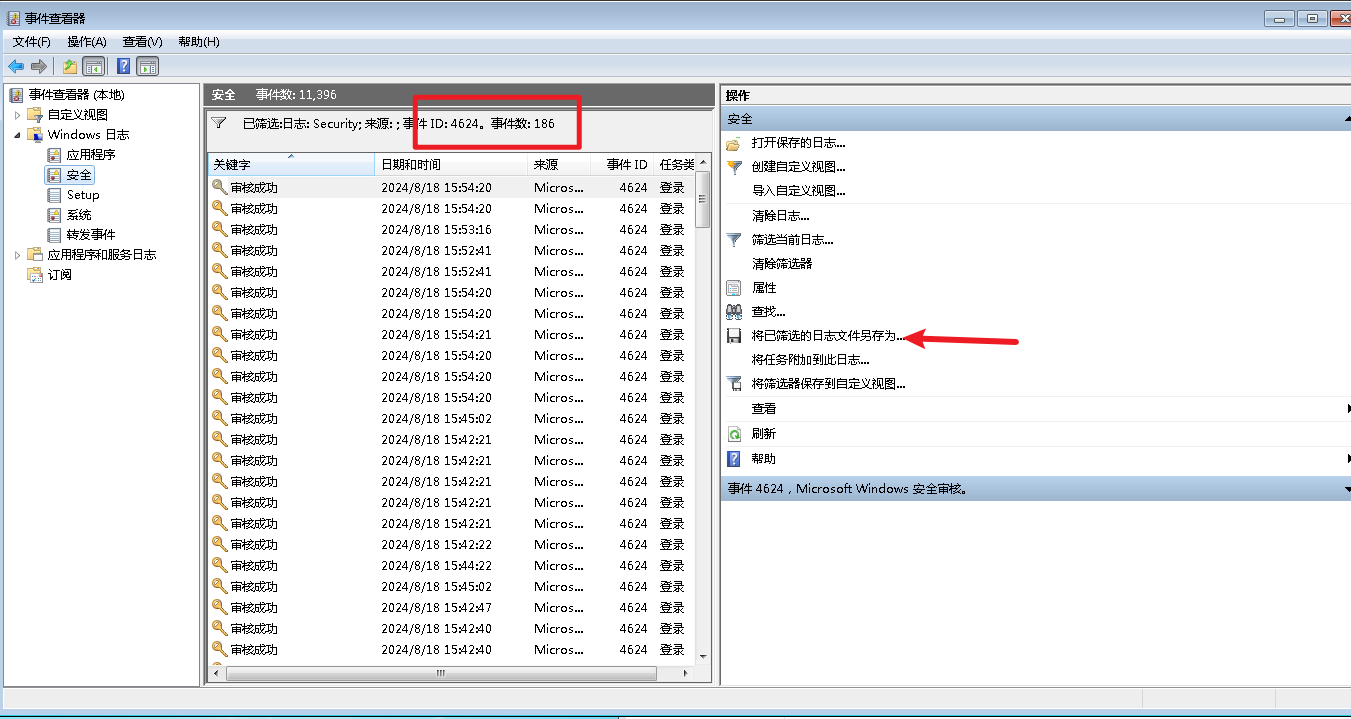 事件查看器
文件(F) 操作(A) 查看(V) 帮助(H)
事件查看器 (本地)
自定义视图
Windows 日志
应用程序
安全
Setup
系统
转发事件
应用程序和服务日志
订阅
安全 事件数: 11,396
已筛选:日志: Security; 来源: ; 事件 ID: 4624。事件数: 186
关键字 日期和时间 来源 事件 ID 任务类
审核成功 2024/8/18 15:54:20 Micros... 4624 登录
审核成功 2024/8/18 15:54:20 Micros... 4624 登录
审核成功 2024/8/18 15:53:16 Micros... 4624 登录
审核成功 2024/8/18 15:52:41 Micros... 4624 登录
审核成功 2024/8/18 15:52:41 Micros... 4624 登录
审核成功 2024/8/18 15:54:20 Micros... 4624 登录
审核成功 2024/8/18 15:54:20 Micros... 4624 登录
审核成功 2024/8/18 15:54:21 Micros... 4624 登录
审核成功 2024/8/18 15:54:20 Micros... 4624 登录
审核成功 2024/8/18 15:54:20 Micros... 4624 登录
审核成功 2024/8/18 15:54:20 Micros... 4624 登录
审核成功 2024/8/18 15:45:02 Micros... 4624 登录
审核成功 2024/8/18 15:42:21 Micros... 4624 登录
审核成功 2024/8/18 15:42:21 Micros... 4624 登录
审核成功 2024/8/18 15:42:21 Micros... 4624 登录
审核成功 2024/8/18 15:42:21 Micros... 4624 登录
审核成功 2024/8/18 15:42:21 Micros... 4624 登录
审核成功 2024/8/18 15:42:22 Micros... 4624 登录
审核成功 2024/8/18 15:44:22 Micros... 4624 登录
审核成功 2024/8/18 15:45:02 Micros... 4624 登录
审核成功 2024/8/18 15:42:47 Micros... 4624 登录
审核成功 2024/8/18 15:42:40 Micros... 4624 登录
审核成功 2024/8/18 15:42:40 Micros... 4624 登录
操作
安全
打开保存的日志...
创建自定义视图...
导入自定义视图...
清除日志...
筛选当前日志...
清除筛选器
属性
查找...
将已筛选的日志文件另存为...
将任务附加到此日志...
将筛选器保存到自定义视图...
查看
刷新
帮助
事件 4624，Microsoft Windows 安全审核。